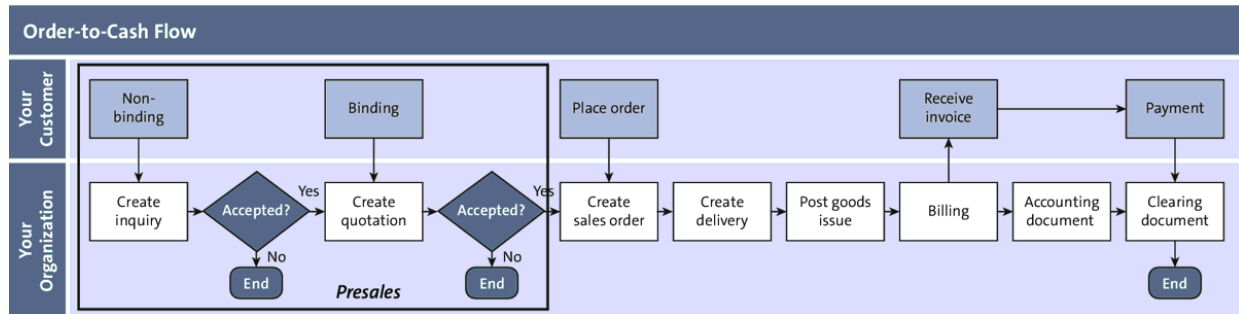 Order-to-Cash Flow
Your
Customer
Non-
binding
Binding
Place order
Receive
invoice
Payment
Your
Organization
Create
inquiry
Accepted?
Yes
No
End
Create
quotation
Accepted?
Yes
No
End
Presales
Create
sales order
Create
delivery
Post goods
issue
Billing
Accounting
document
Clearing
document
End